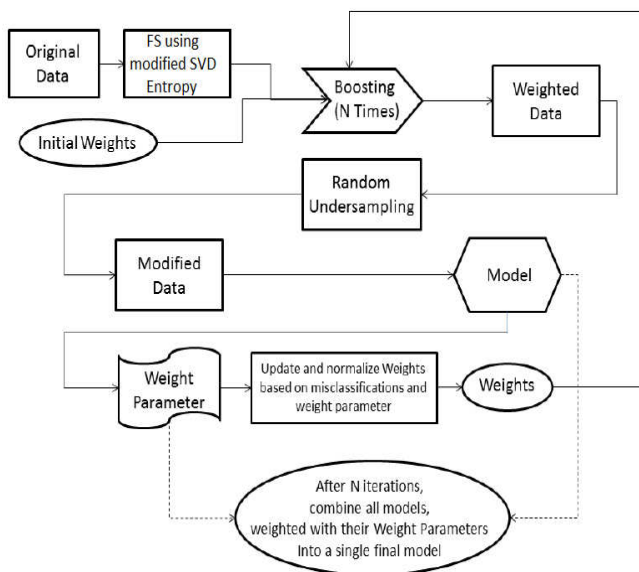 Original
Data
FS using
modified SVD
Entropy
Boosting
(N Times)
Weighted
Data
Initial Weights
Random
Undersampling
Modified
Data
Model
Weight
Parameter
Update and normalize Weights
based on misclassifications and
weight parameter
Weights
After N iterations,
combine all models,
weighted with their Weight Parameters
Into a single final model